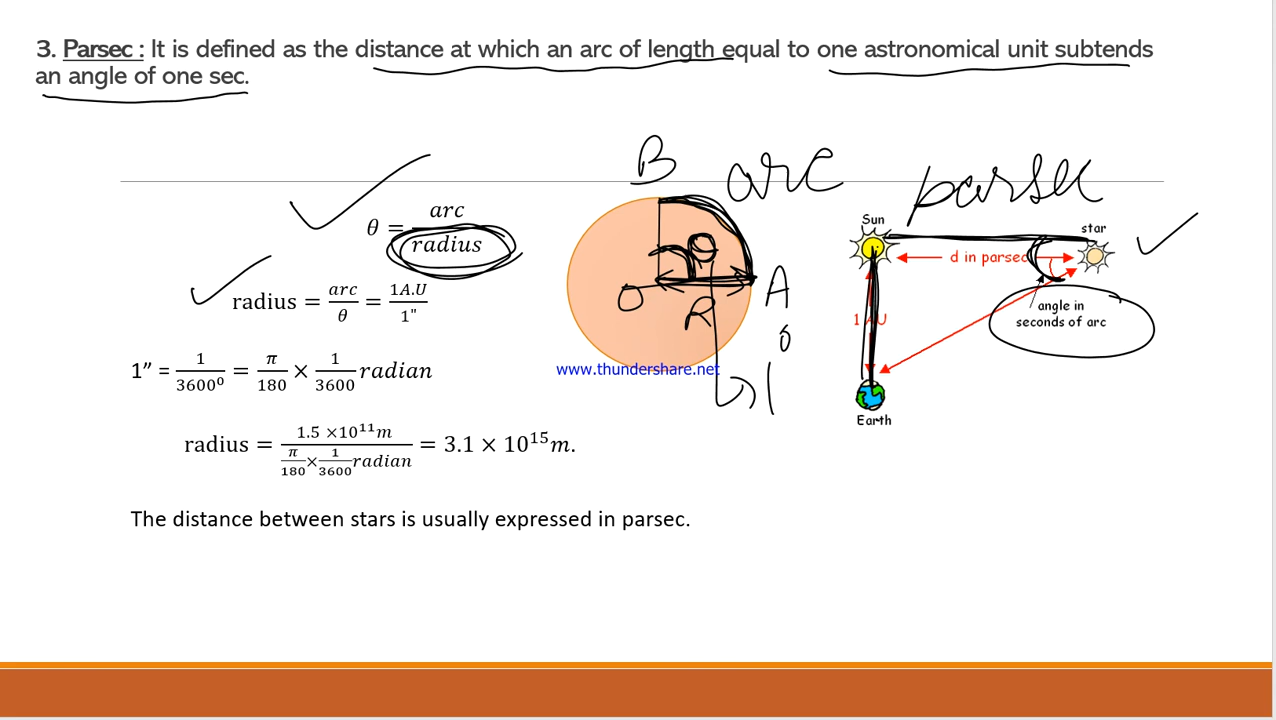 3. Parsec : It is defined as the distance at which an arc of length equal to one astronomical unit subtends
an angle of one sec.
B arc parsec
θ = arc/radius
Sun
star
d in parsec
radius = arc/θ = 1A.U/1"
O R A
angle in
seconds of arc
1 AU
1” = 1/3600⁰ = π/180 × 1/3600 radian
www.thundershare.net
Earth
radius = 1.5 ×10¹¹m / (π/180 × 1/3600 radian) = 3.1 × 10¹⁵m.
The distance between stars is usually expressed in parsec.